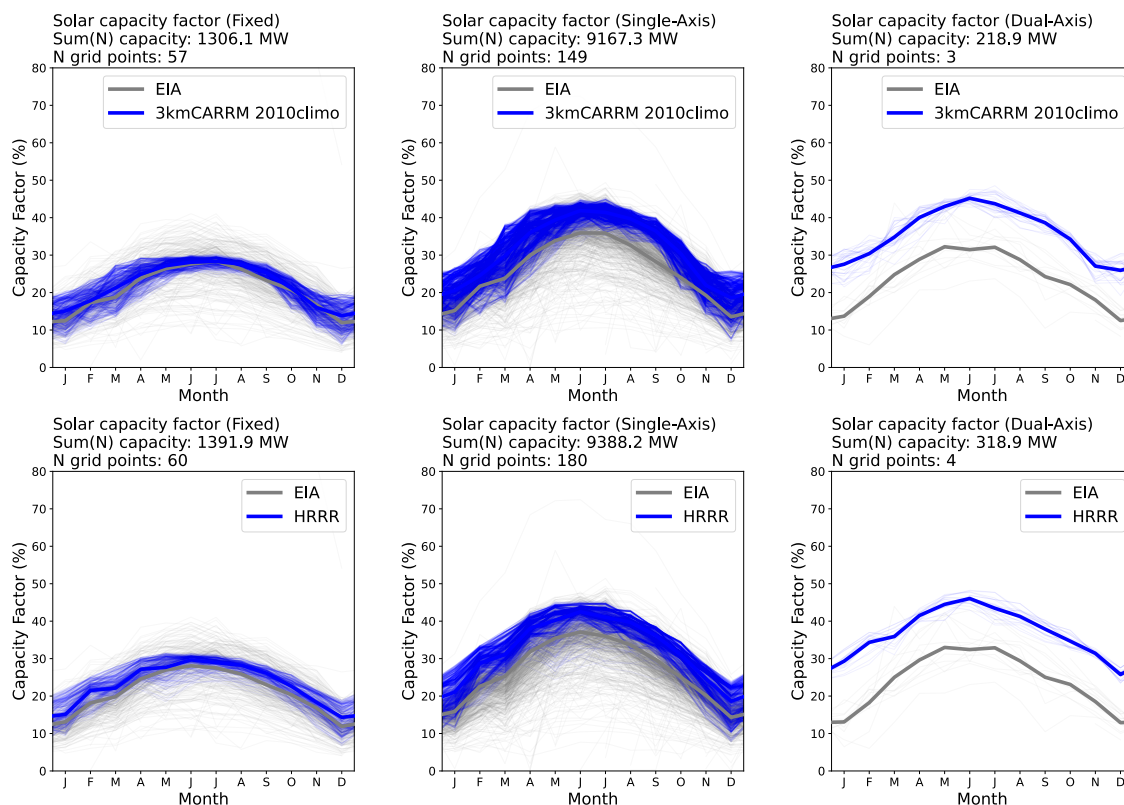 Solar capacity factor (Fixed)
Sum(N) capacity: 1306.1 MW
N grid points: 57
80
70
60
50
40
30
20
10
0
Capacity Factor (%)
EIA
3kmCARRM 2010climo
J F M A M J J A S O N D
Month
Solar capacity factor (Single-Axis)
Sum(N) capacity: 9167.3 MW
N grid points: 149
80
70
60
50
40
30
20
10
0
Capacity Factor (%)
EIA
3kmCARRM 2010climo
J F M A M J J A S O N D
Month
Solar capacity factor (Dual-Axis)
Sum(N) capacity: 218.9 MW
N grid points: 3
80
70
60
50
40
30
20
10
0
Capacity Factor (%)
EIA
3kmCARRM 2010climo
J F M A M J J A S O N D
Month
Solar capacity factor (Fixed)
Sum(N) capacity: 1391.9 MW
N grid points: 60
80
70
60
50
40
30
20
10
0
Capacity Factor (%)
EIA
HRRR
J F M A M J J A S O N D
Month
Solar capacity factor (Single-Axis)
Sum(N) capacity: 9388.2 MW
N grid points: 180
80
70
60
50
40
30
20
10
0
Capacity Factor (%)
EIA
HRRR
J F M A M J J A S O N D
Month
Solar capacity factor (Dual-Axis)
Sum(N) capacity: 318.9 MW
N grid points: 4
80
70
60
50
40
30
20
10
0
Capacity Factor (%)
EIA
HRRR
J F M A M J J A S O N D
Month